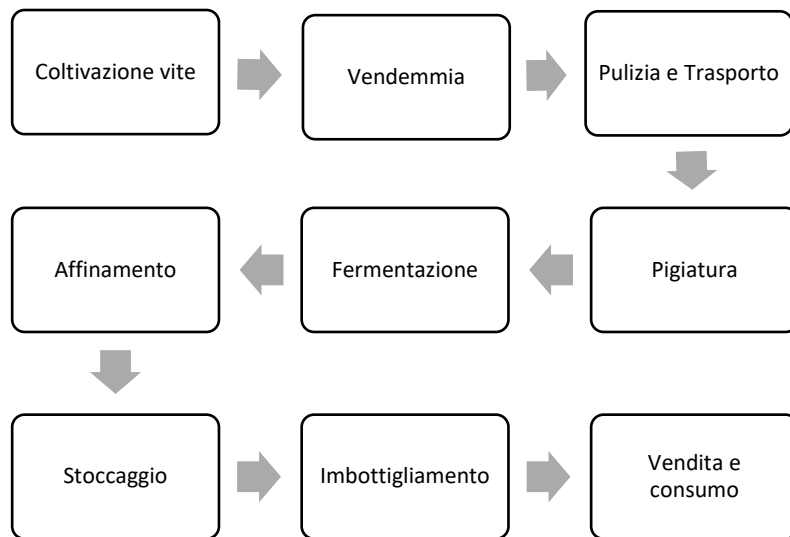 Coltivazione vite
Vendemmia
Pulizia e Trasporto
Pigiatura
Fermentazione
Affinamento
Stoccaggio
Imbottigliamento
Vendita e
consumo